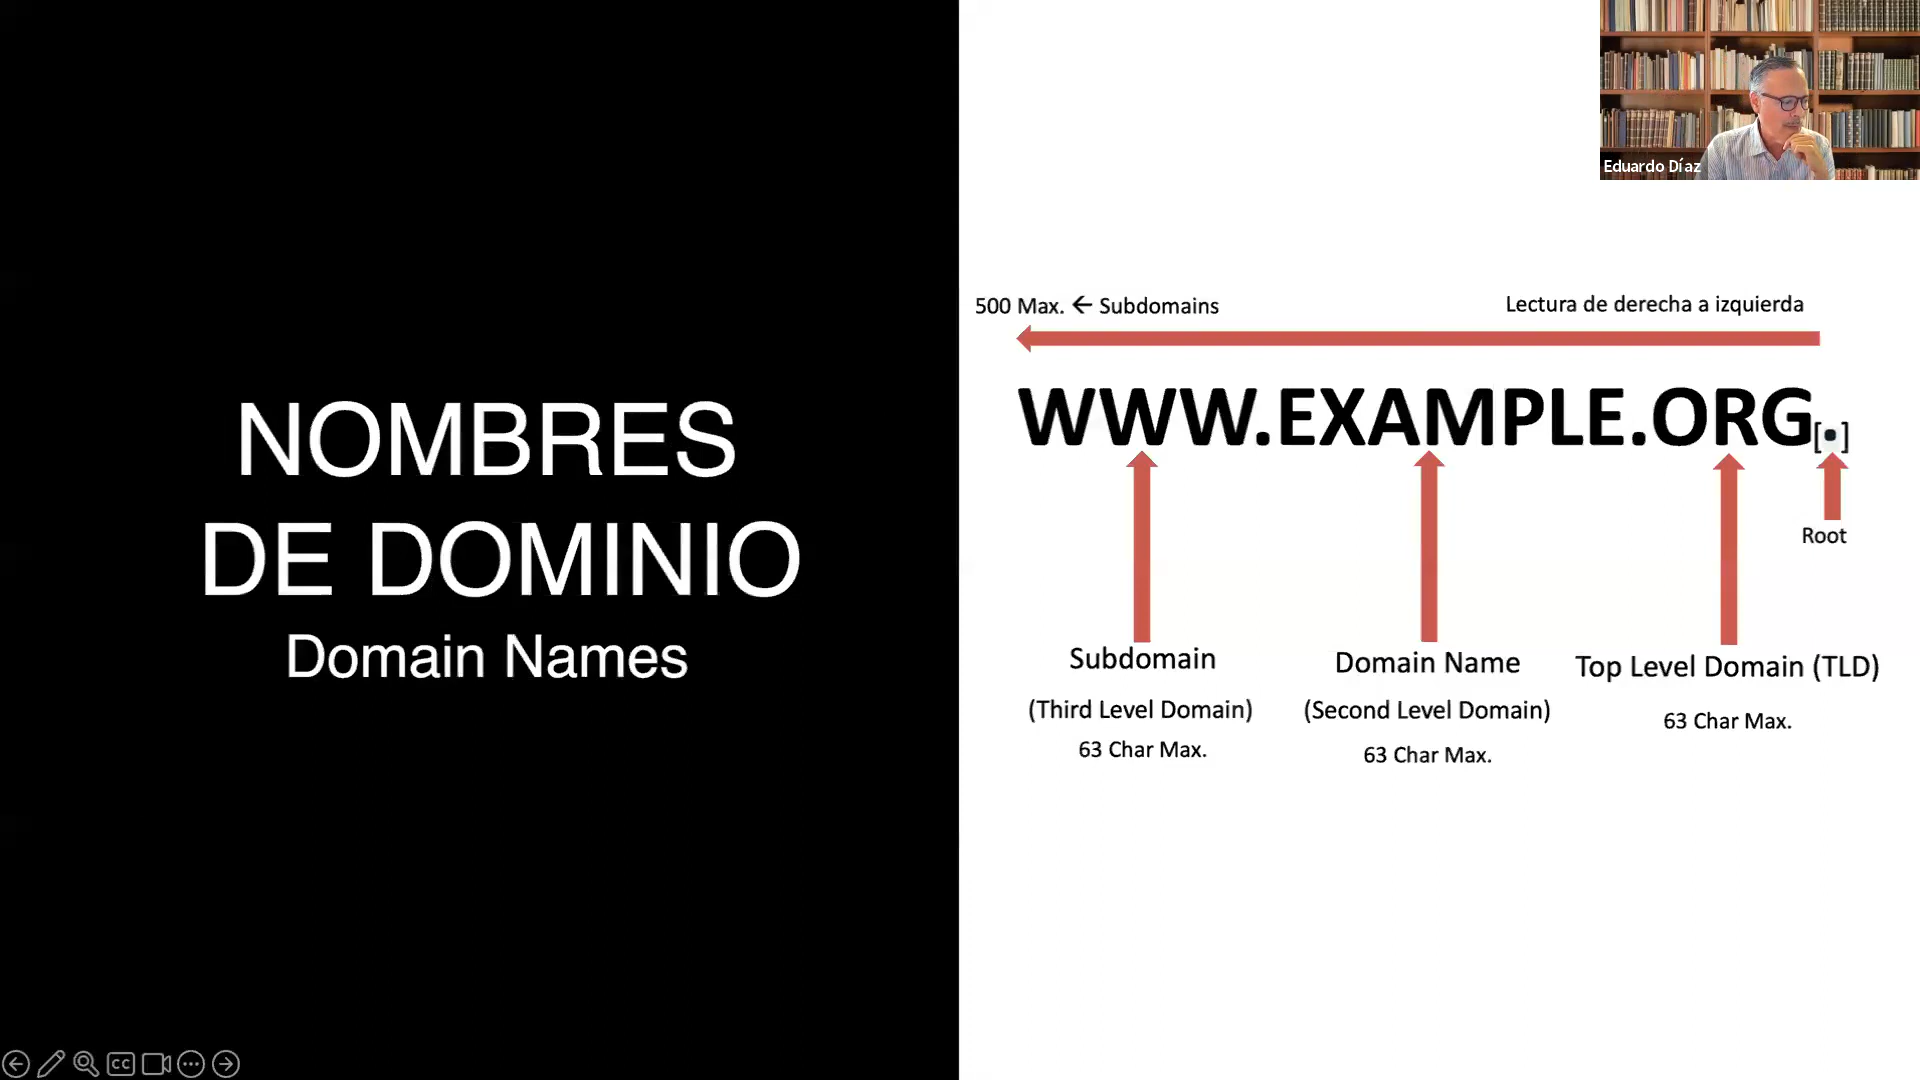 NOMBRES
DE DOMINIO
Domain Names
Eduardo Díaz
500 Max. ← Subdomains
Lectura de derecha a izquierda
WWW.EXAMPLE.ORG[•]
Root
Subdomain
(Third Level Domain)
63 Char Max.
Domain Name
(Second Level Domain)
63 Char Max.
Top Level Domain (TLD)
63 Char Max.
CC